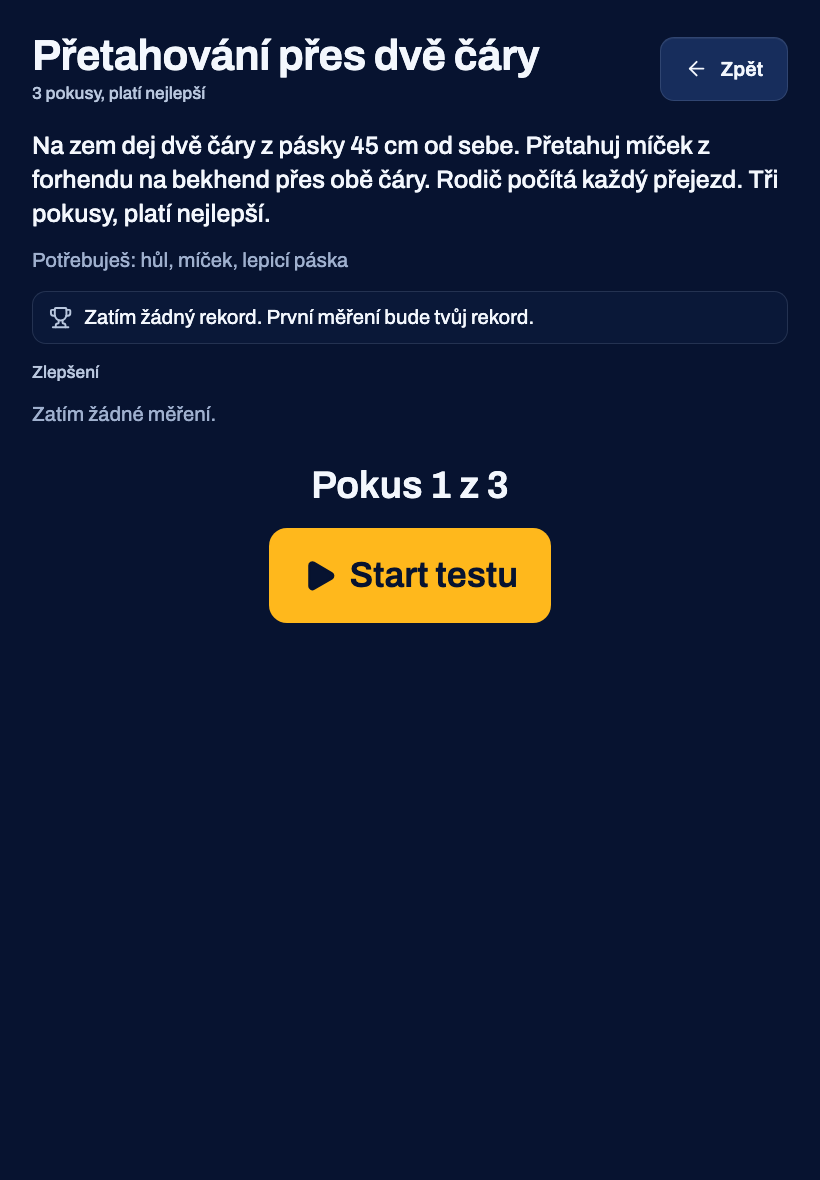 Přetahování přes dvě čáry
3 pokusy, platí nejlepší
Zpět
Na zem dej dvě čáry z pásky 45 cm od sebe. Přetahuj míček z
forhendu na bekhend přes obě čáry. Rodič počítá každý přejezd. Tři
pokusy, platí nejlepší.
Potřebuješ: hůl, míček, lepicí páska
Zatím žádný rekord. První měření bude tvůj rekord.
Zlepšení
Zatím žádné měření.
Pokus 1 z 3
Start testu